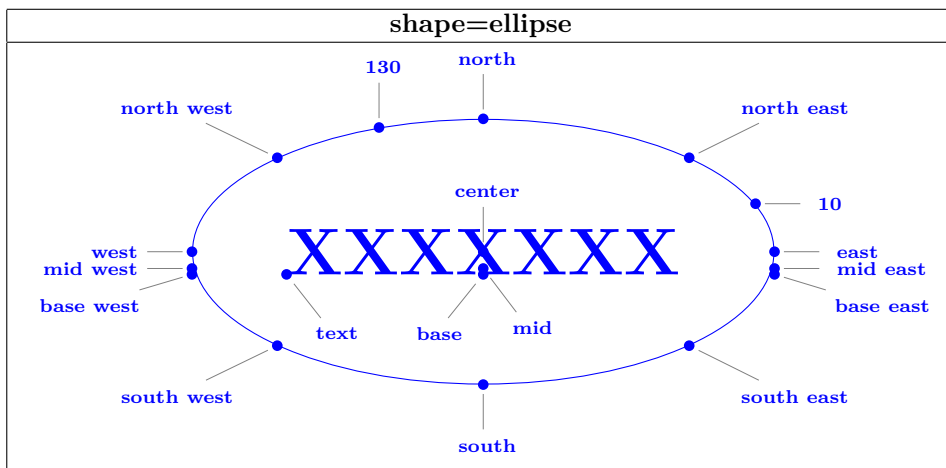 shape=ellipse
north
130
north west
north east
center
10
XXXXXXX
west
east
mid west
mid east
base west
base east
text
base
mid
south west
south east
south